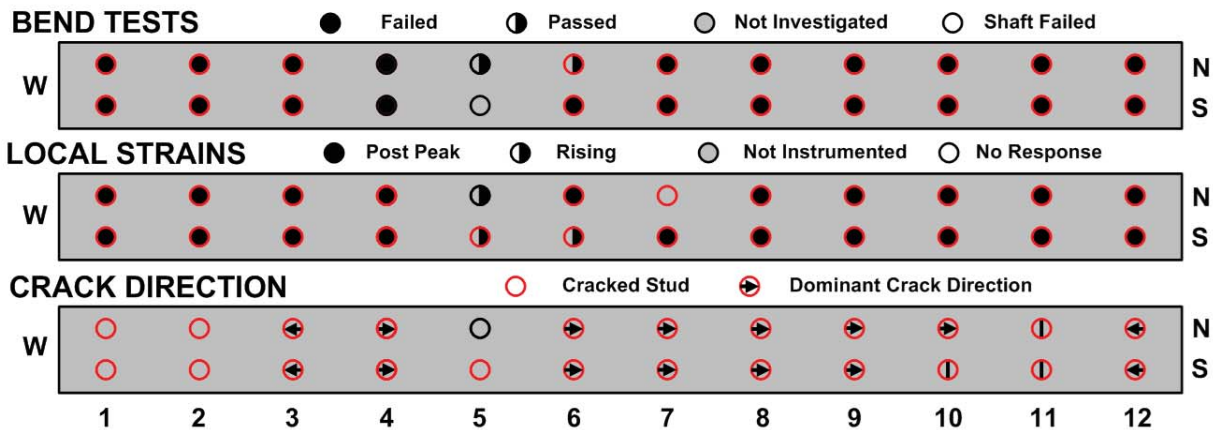 BEND TESTS Failed Passed Not Investigated Shaft Failed
W N
S
LOCAL STRAINS Post Peak Rising Not Instrumented No Response
W N
S
CRACK DIRECTION Cracked Stud Dominant Crack Direction
W N
S
1 2 3 4 5 6 7 8 9 10 11 12